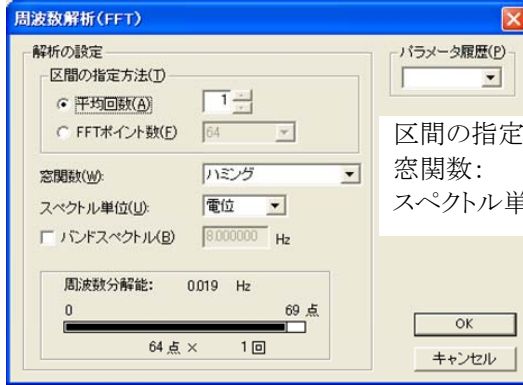 周波数解析(FFT)
解析の設定
区間の指定方法(T)
平均回数(A) 1
FFTポイント数(F) 64
窓関数(W): ハミング
スペクトル単位(U): 電位
バンドスペクトル(B) 8.000000 Hz
周波数分解能: 0.019 Hz
0 69 点
64 点 × 1 回
パラメータ履歴(P)
区間の指定
窓関数:
スペクトル単
OK
キャンセル